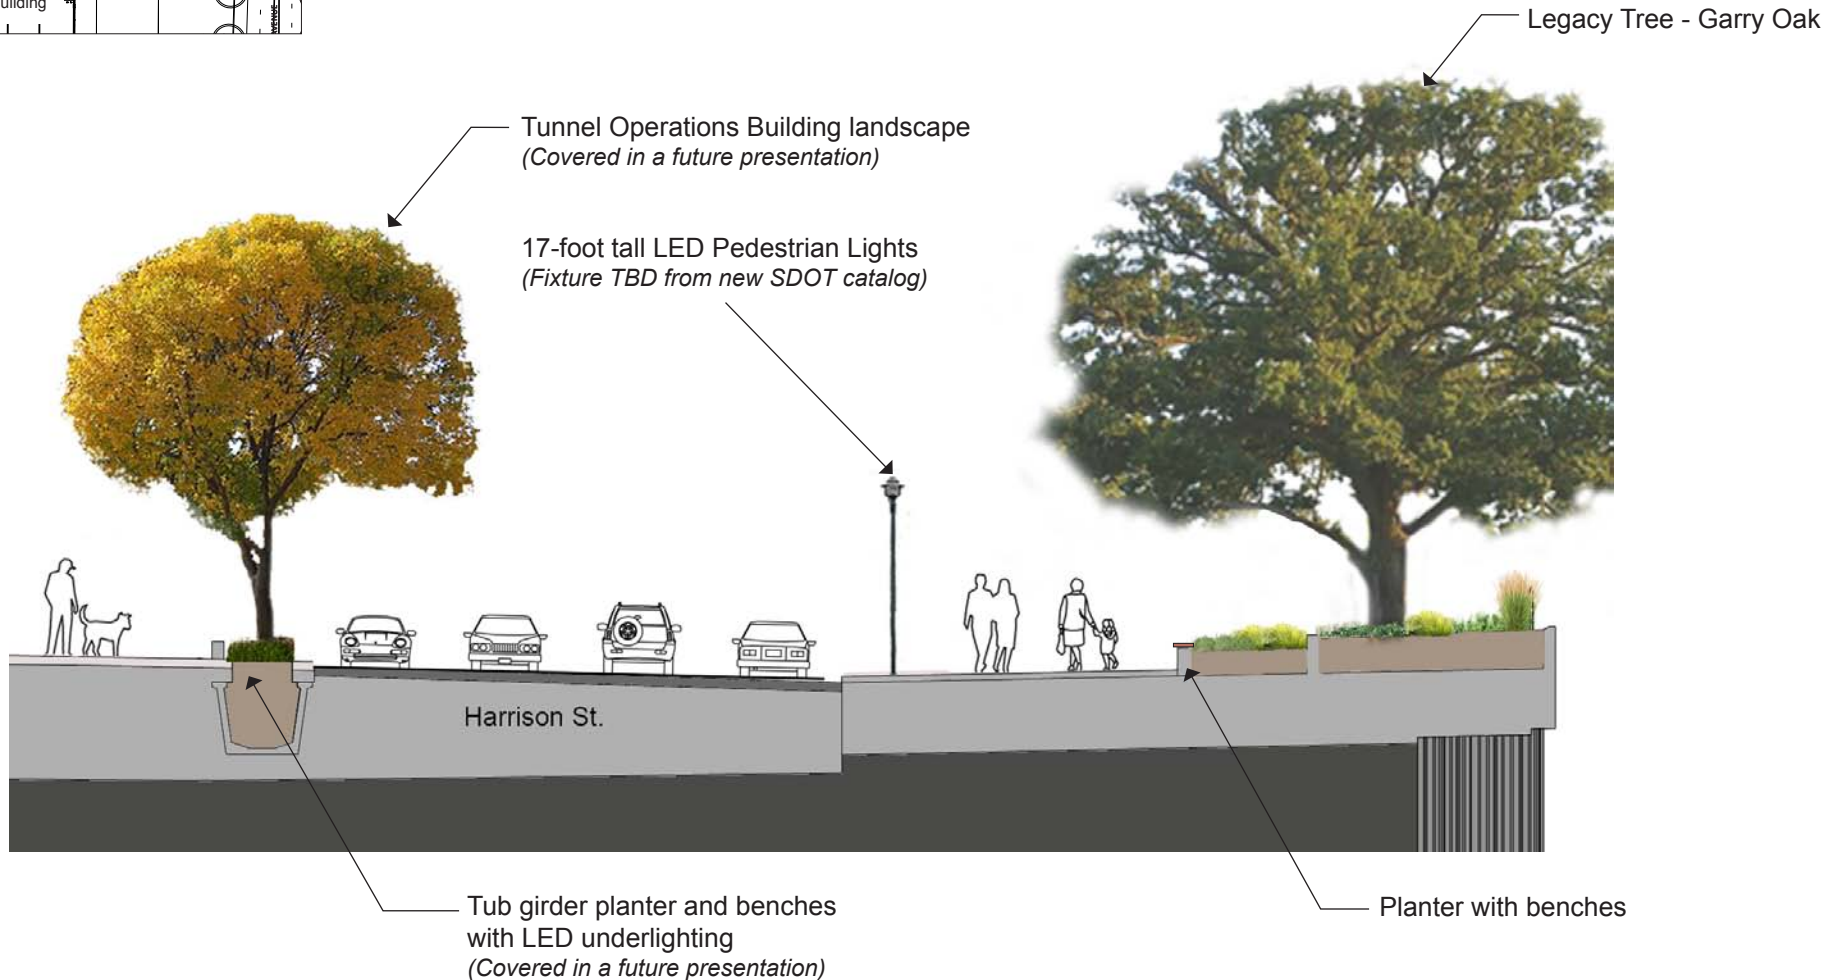 uilding
AVENUE
Legacy Tree - Garry Oak
Tunnel Operations Building landscape
(Covered in a future presentation)
17-foot tall LED Pedestrian Lights
(Fixture TBD from new SDOT catalog)
Harrison St.
Tub girder planter and benches
with LED underlighting
(Covered in a future presentation)
Planter with benches